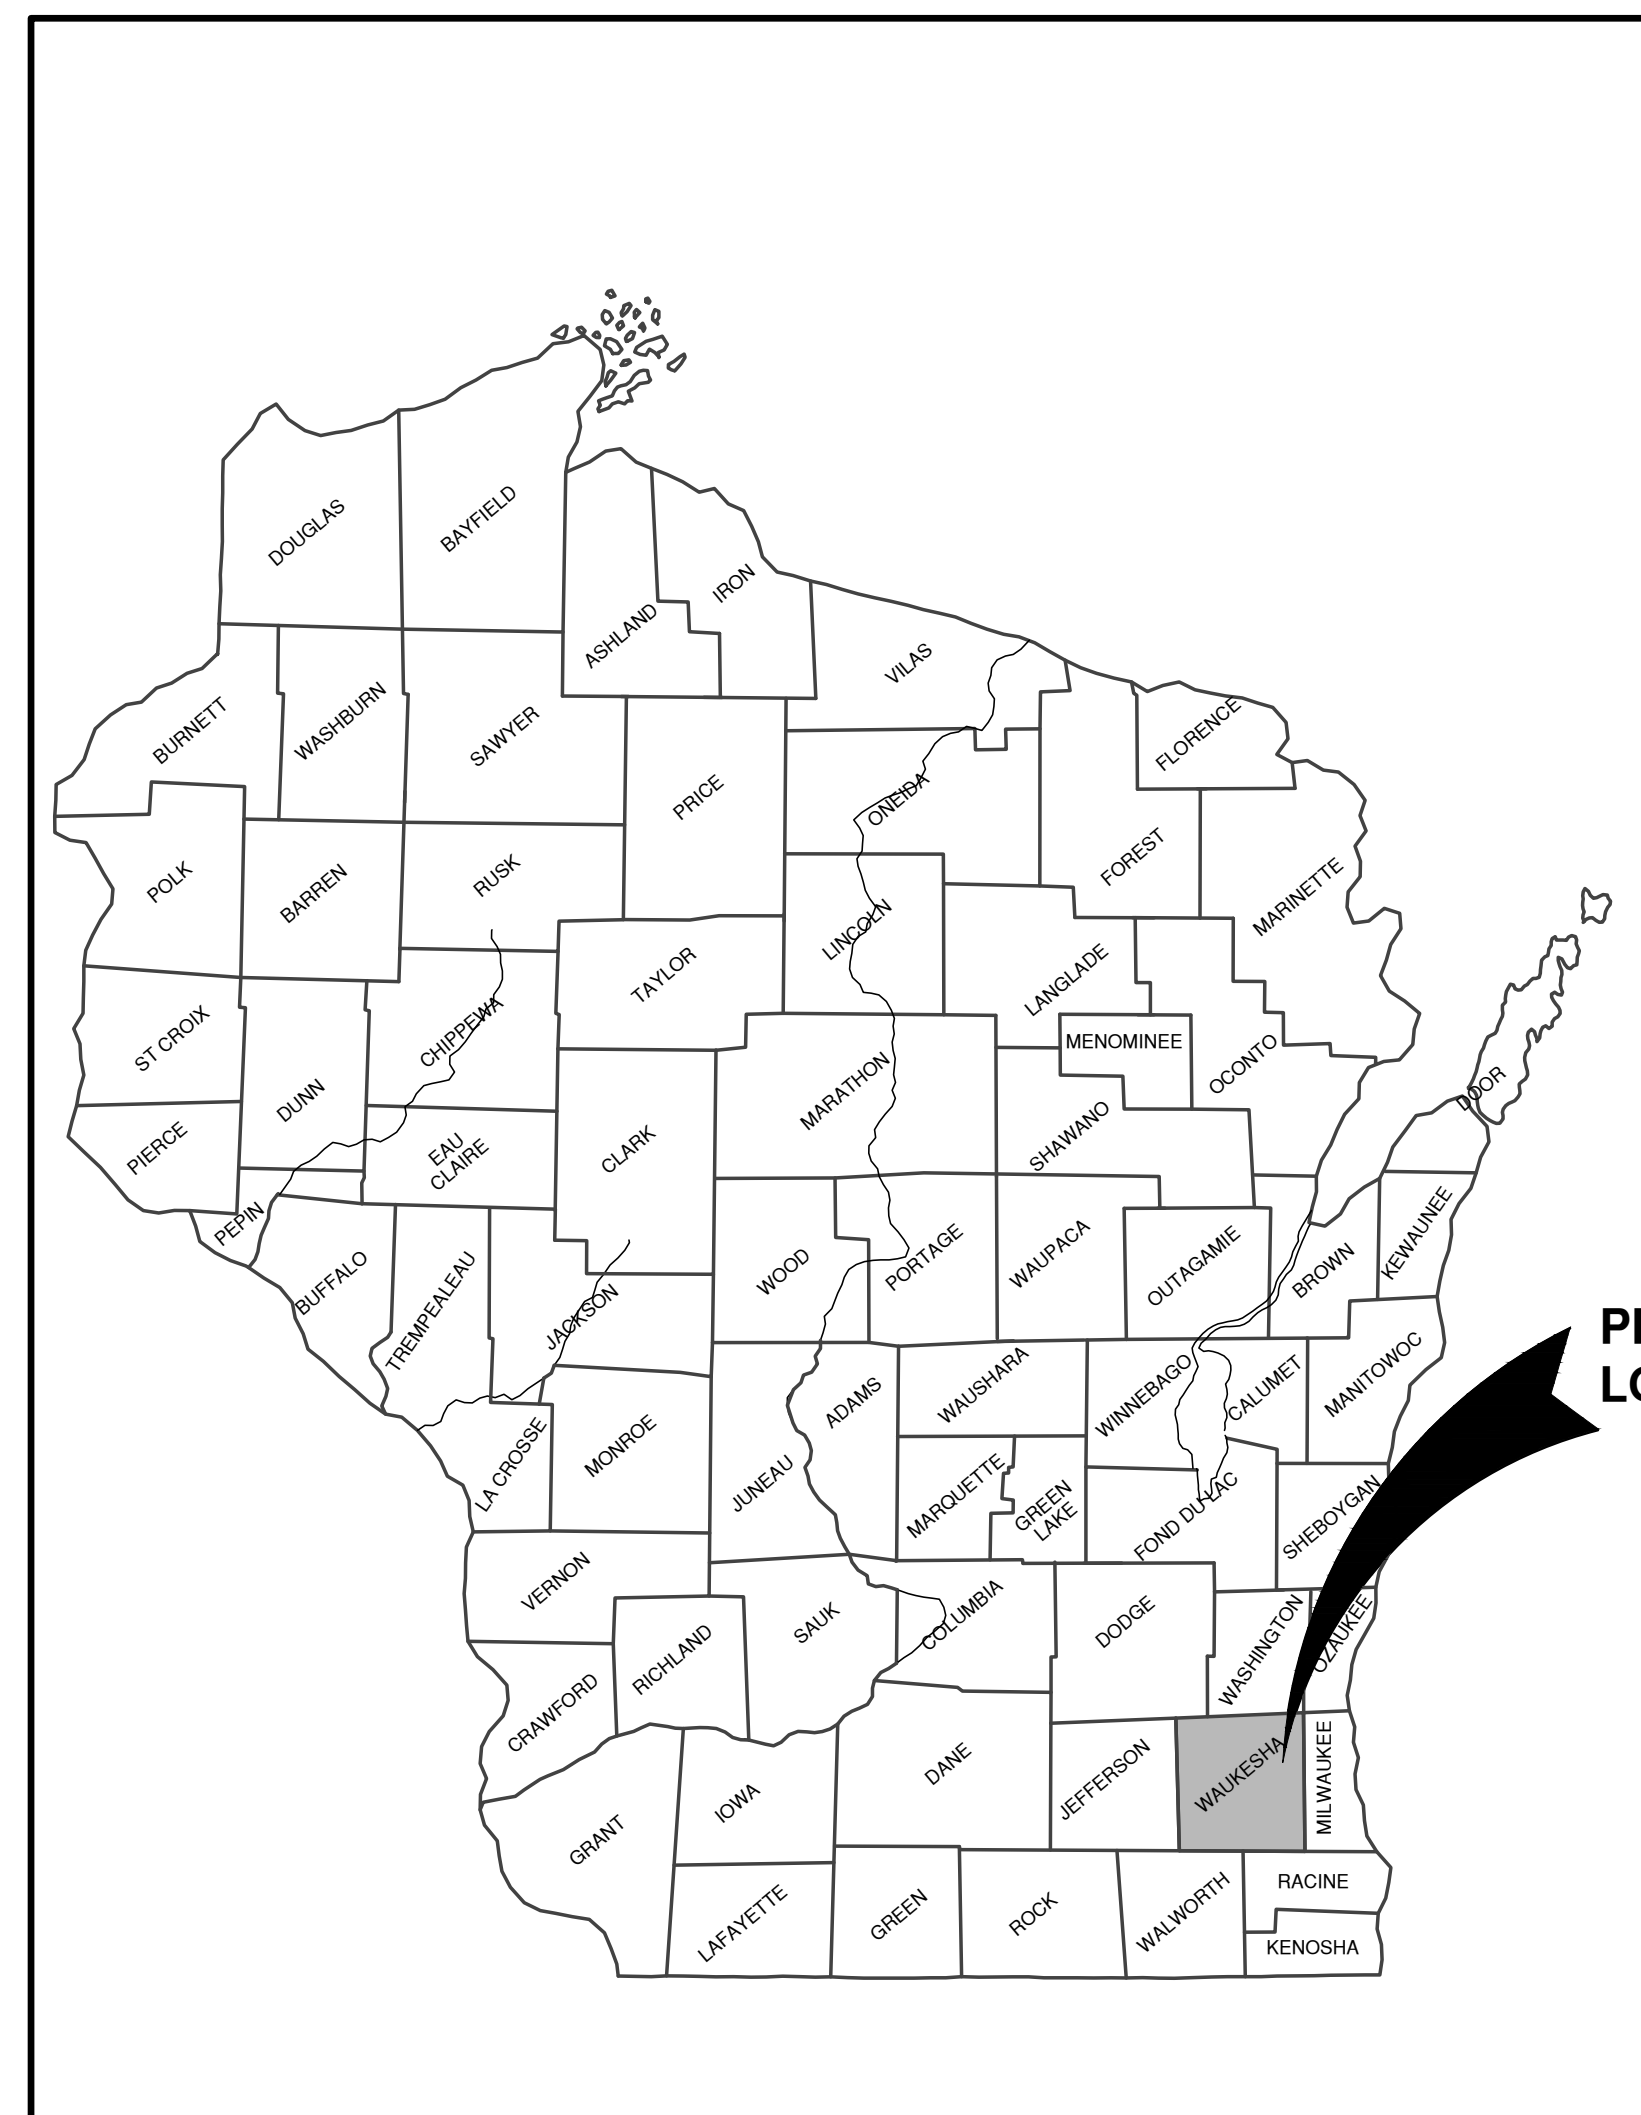 DOUGLAS
BAYFIELD
ASHLAND
IRON
VILAS
BURNETT
WASHBURN
SAWYER
PRICE
ONEIDA
FLORENCE
FOREST
MARINETTE
POLK
BARREN
RUSK
LINCOLN
TAYLOR
LANGLADE
ST CROIX
CHIPPEWA
MENOMINEE
OCONTO
DOOR
DUNN
MARATHON
PIERCE
EAU
CLAIRE
CLARK
SHAWANO
PEPIN
BUFFALO
TREMPEALEAU
JACKSON
WOOD
PORTAGE
WAUPACA
OUTAGAMIE
BROWN
KEWAUNEE
PR
LO
LA CROSSE
MONROE
JUNEAU
ADAMS
WAUSHARA
WINNEBAGO
CALUMET
MANITOWOC
MARQUETTE
GREEN
LAKE
FOND DU LAC
SHEBOYGAN
VERNON
RICHLAND
SAUK
COLUMBIA
DODGE
WASHINGTON
OZAUKEE
CRAWFORD
GRANT
IOWA
DANE
JEFFERSON
WAUKESHA
MILWAUKEE
LAFAYETTE
GREEN
ROCK
WALWORTH
RACINE
KENOSHA